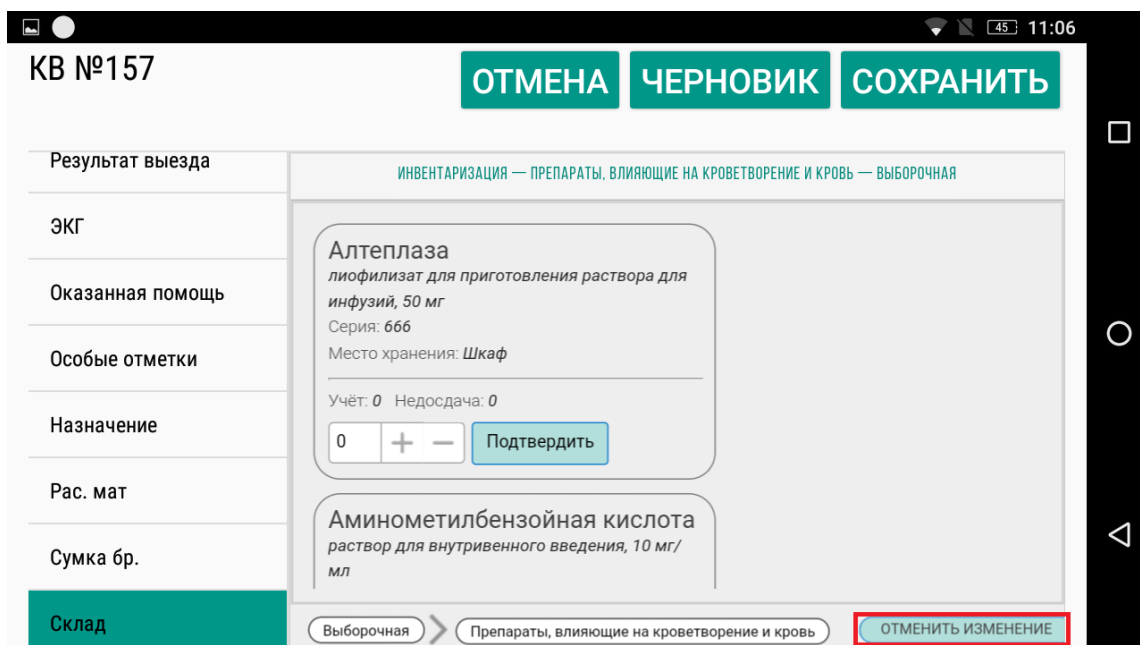 45 11:06
КВ №157
ОТМЕНА ЧЕРНОВИК СОХРАНИТЬ
Результат выезда
ЭКГ
Оказанная помощь
Особые отметки
Назначение
Рас. мат
Сумка бр.
Склад
ИНВЕНТАРИЗАЦИЯ — ПРЕПАРАТЫ, ВЛИЯЮЩИЕ НА КРОВЕТВОРЕНИЕ И КРОВЬ — ВЫБОРОЧНАЯ
Алтеплаза
лиофилизат для приготовления раствора для
инфузий, 50 мг
Серия: 666
Место хранения: Шкаф
Учёт: 0 Недосдача: 0
0 + — Подтвердить
Аминометилбензойная кислота
раствор для внутривенного введения, 10 мг/
мл
Выборочная Препараты, влияющие на кроветворение и кровь ОТМЕНИТЬ ИЗМЕНЕНИЕ